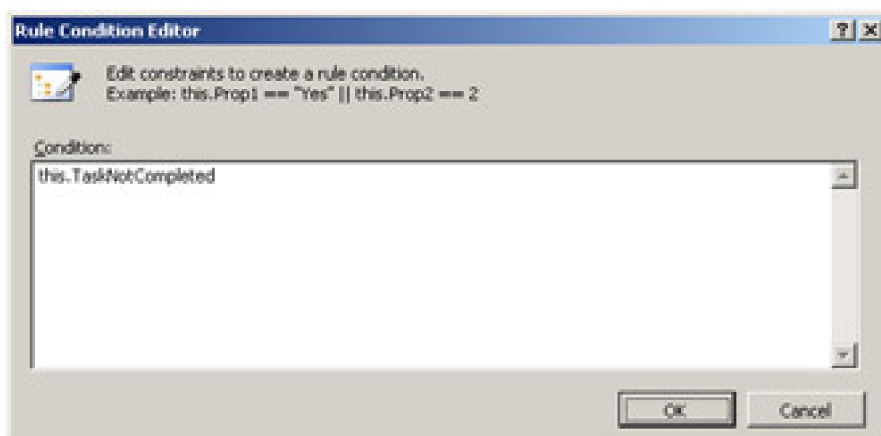 Rule Condition Editor
?
Edit constraints to create a rule condition.
Example: this.Prop1 == "Yes" || this.Prop2 == 2
Condition:
this.TaskNotCompleted
OK
Cancel